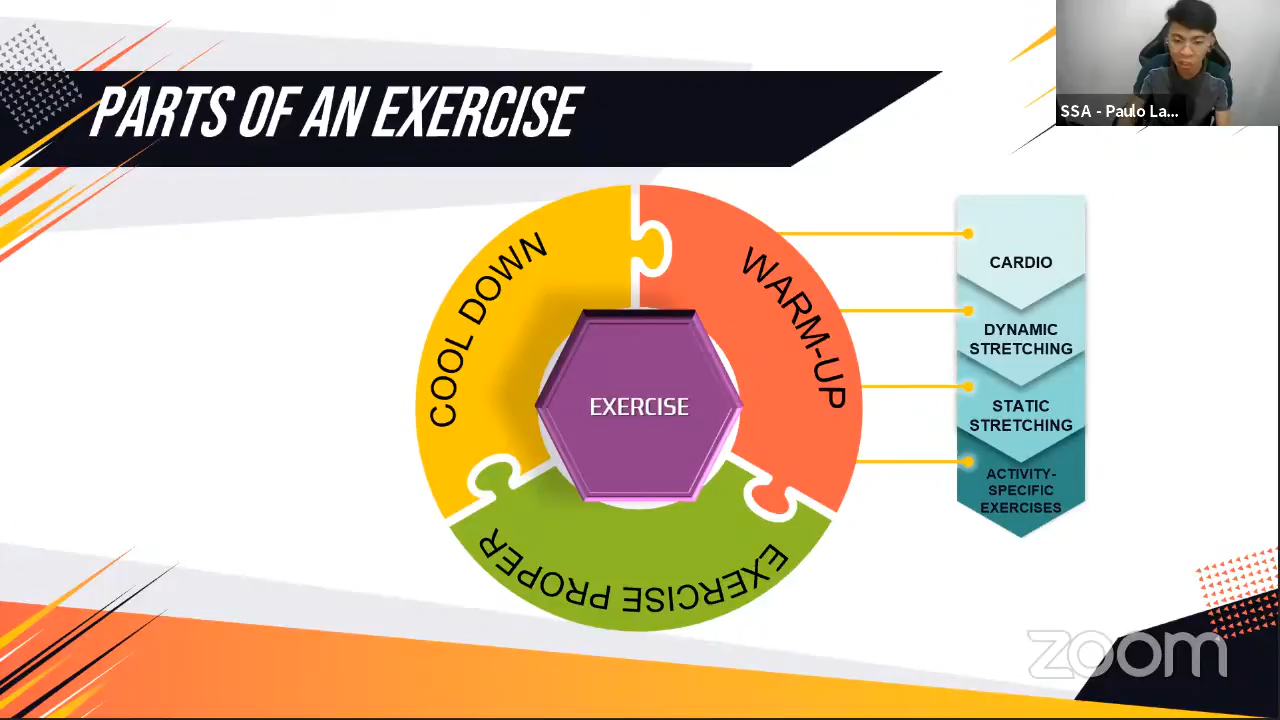 PARTS OF AN EXERCISE
SSA - Paulo La...
COOL DOWN
WARM-UP
EXERCISE
EXERCISE PROPER
CARDIO
DYNAMIC
STRETCHING
STATIC
STRETCHING
ACTIVITY-
SPECIFIC
EXERCISES
zoom